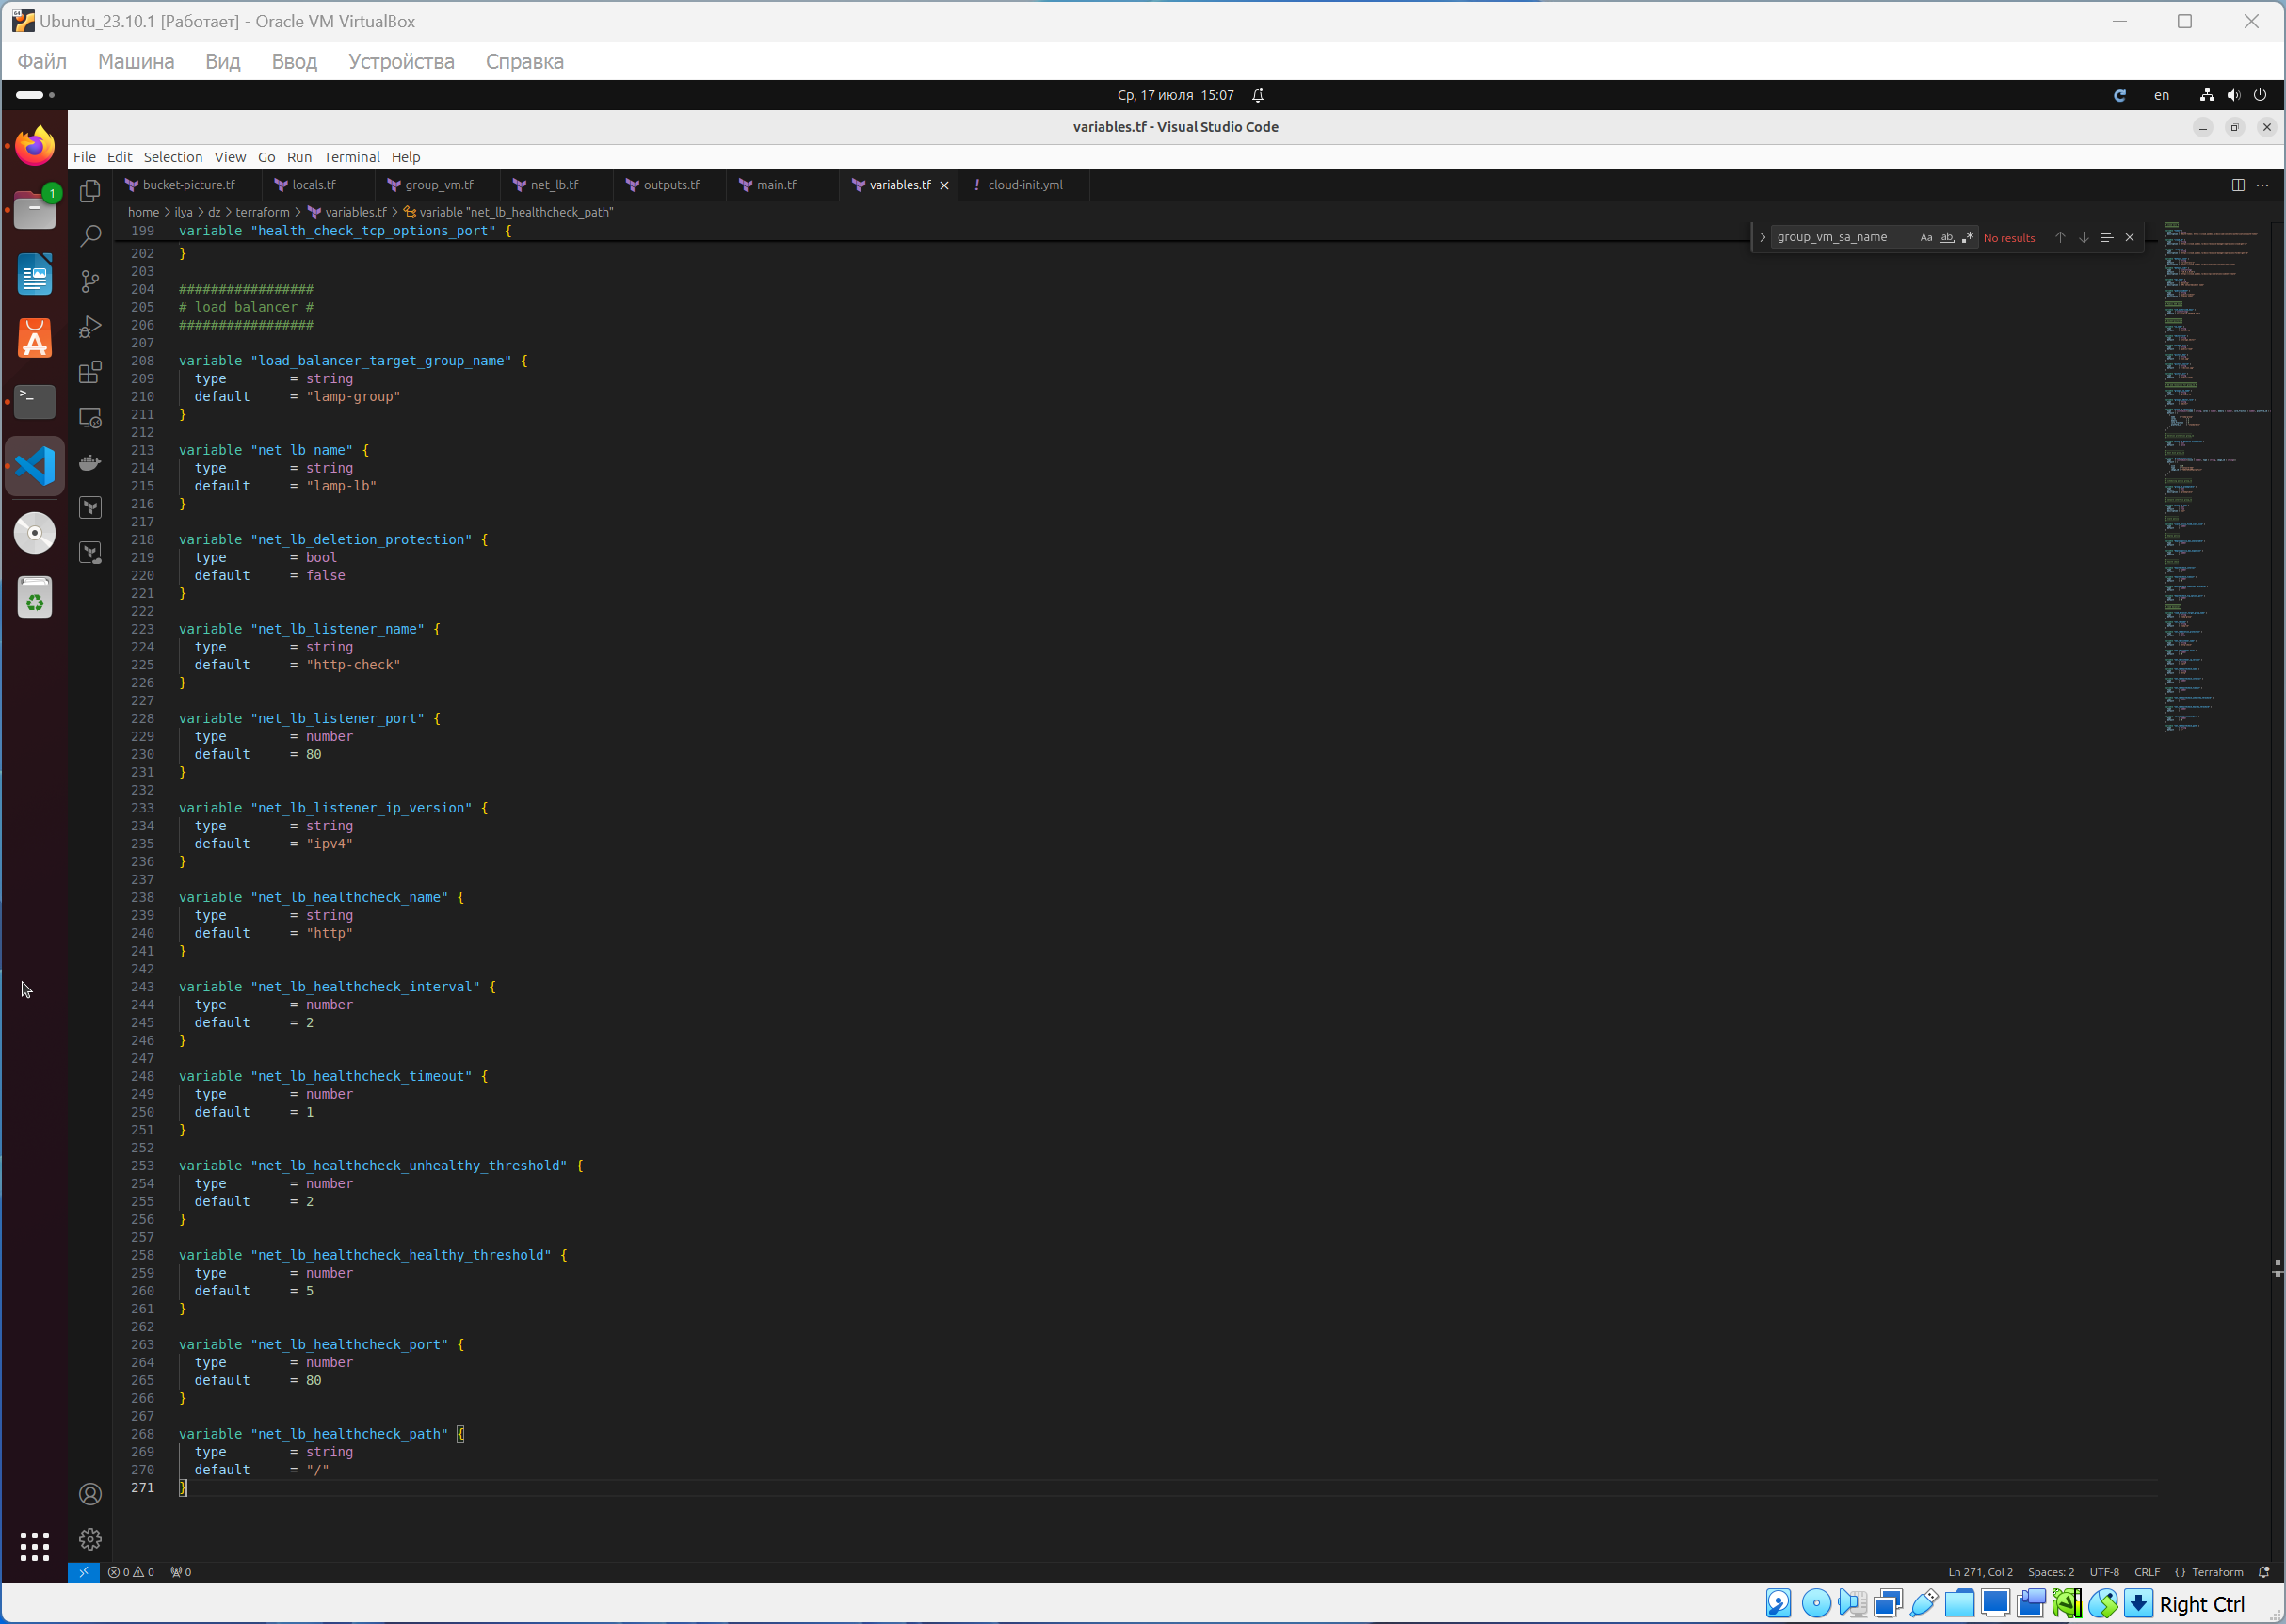 Ubuntu_23.10.1 [Работает] - Oracle VM VirtualBox
Файл Машина Вид Ввод Устройства Справка
Ср, 17 июля 15:07
en
variables.tf - Visual Studio Code
File Edit Selection View Go Run Terminal Help
1
bucket-picture.tf locals.tf group_vm.tf net_lb.tf outputs.tf main.tf variables.tf ! cloud-init.yml
home > ilya > dz > terraform > variables.tf > variable "net_lb_healthcheck_path"
199 variable "health_check_tcp_options_port" {
group_vm_sa_name Aa ab .* No results
202 }
203
204 #################
205 # load balancer #
206 #################
207
208 variable "load_balancer_target_group_name" {
209 type = string
210 default = "lamp-group"
211 }
212
213 variable "net_lb_name" {
214 type = string
215 default = "lamp-lb"
216 }
217
218 variable "net_lb_deletion_protection" {
219 type = bool
220 default = false
221 }
222
223 variable "net_lb_listener_name" {
224 type = string
225 default = "http-check"
226 }
227
228 variable "net_lb_listener_port" {
229 type = number
230 default = 80
231 }
232
233 variable "net_lb_listener_ip_version" {
234 type = string
235 default = "ipv4"
236 }
237
238 variable "net_lb_healthcheck_name" {
239 type = string
240 default = "http"
241 }
242
243 variable "net_lb_healthcheck_interval" {
244 type = number
245 default = 2
246 }
247
248 variable "net_lb_healthcheck_timeout" {
249 type = number
250 default = 1
251 }
252
253 variable "net_lb_healthcheck_unhealthy_threshold" {
254 type = number
255 default = 2
256 }
257
258 variable "net_lb_healthcheck_healthy_threshold" {
259 type = number
260 default = 5
261 }
262
263 variable "net_lb_healthcheck_port" {
264 type = number
265 default = 80
266 }
267
268 variable "net_lb_healthcheck_path" {
269 type = string
270 default = "/"
271 }
0 0 0 Ln 271, Col 2 Spaces: 2 UTF-8 CRLF {} Terraform
Right Ctrl